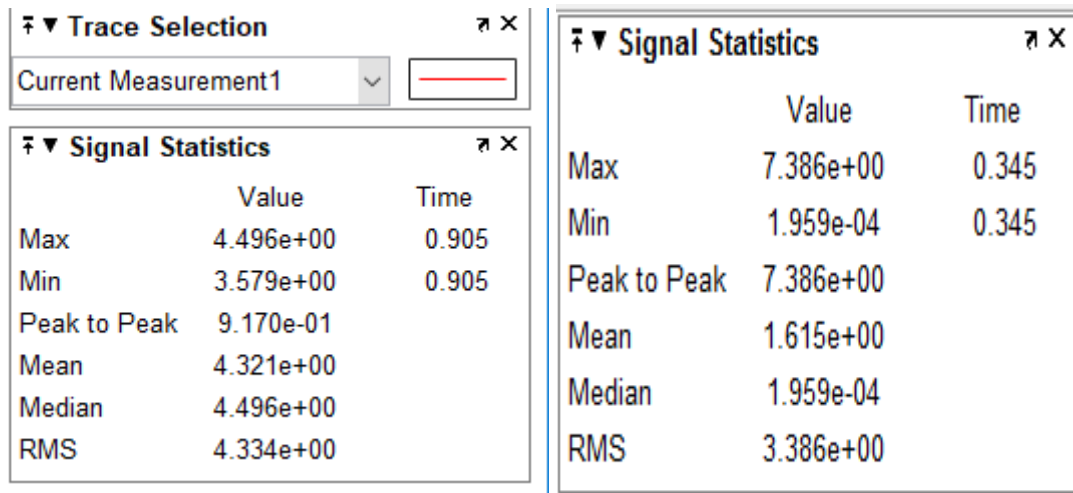 Trace Selection
Current Measurement1
Signal Statistics
Value Time
Max 4.496e+00 0.905
Min 3.579e+00 0.905
Peak to Peak 9.170e-01
Mean 4.321e+00
Median 4.496e+00
RMS 4.334e+00
Signal Statistics
Value Time
Max 7.386e+00 0.345
Min 1.959e-04 0.345
Peak to Peak 7.386e+00
Mean 1.615e+00
Median 1.959e-04
RMS 3.386e+00